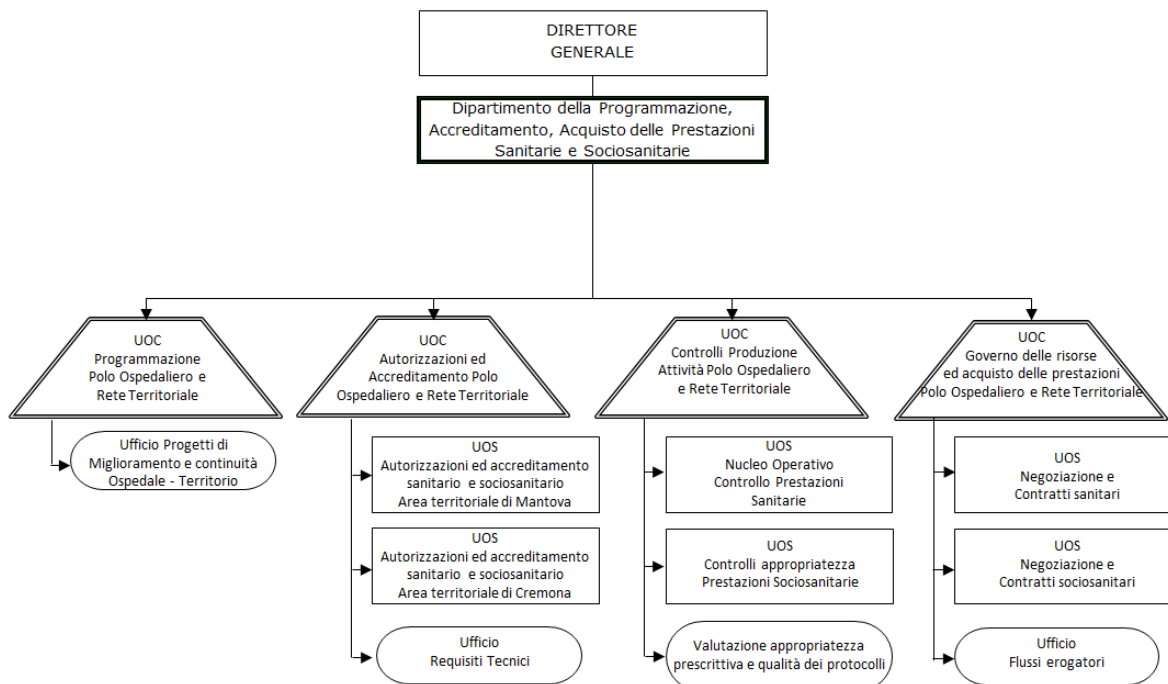 DIRETTORE
GENERALE
Dipartimento della Programmazione,
Accreditamento, Acquisto delle Prestazioni
Sanitarie e Sociosanitarie
UOC
Programmazione
Polo Ospedaliero e
Rete Territoriale
Ufficio Progetti di
Miglioramento e continuità
Ospedale - Territorio
UOC
Autorizzazioni ed
Accreditamento Polo
Ospedaliero e Rete Territoriale
UOS
Autorizzazioni ed accreditamento
sanitario e sociosanitario
Area territoriale di Mantova
UOS
Autorizzazioni ed accreditamento
sanitario e sociosanitario
Area territoriale di Cremona
Ufficio
Requisiti Tecnici
UOC
Controlli Produzione
Attività Polo Ospedaliero
e Rete Territoriale
UOS
Nucleo Operativo
Controllo Prestazioni
Sanitarie
UOS
Controlli appropriatezza
Prestazioni Sociosanitarie
Valutazione appropriatezza
prescrittiva e qualità dei protocolli
UOC
Governo delle risorse
ed acquisto delle prestazioni
Polo Ospedaliero e Rete Territoriale
UOS
Negoziazione e
Contratti sanitari
UOS
Negoziazione e
Contratti sociosanitari
Ufficio
Flussi erogatori